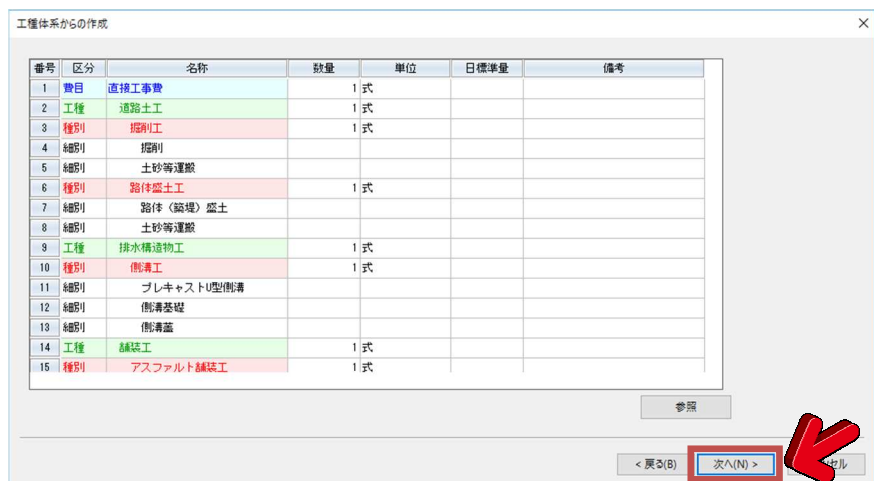 工種体系からの作成
番号 区分 名称 数量 単位 日標準量 備考
1 費目 直接工事費 1 式
2 工種 道路土工 1 式
3 種別 掘削工 1 式
4 細別 掘削
5 細別 土砂等運搬
6 種別 路体盛土工 1 式
7 細別 路体（築堤）盛土
8 細別 土砂等運搬
9 工種 排水構造物工 1 式
10 種別 側溝工 1 式
11 細別 プレキャストU型側溝
12 細別 側溝基礎
13 細別 側溝蓋
14 工種 舗装工 1 式
15 種別 アスファルト舗装工 1 式
参照
< 戻る(B) 次へ(N) > セル